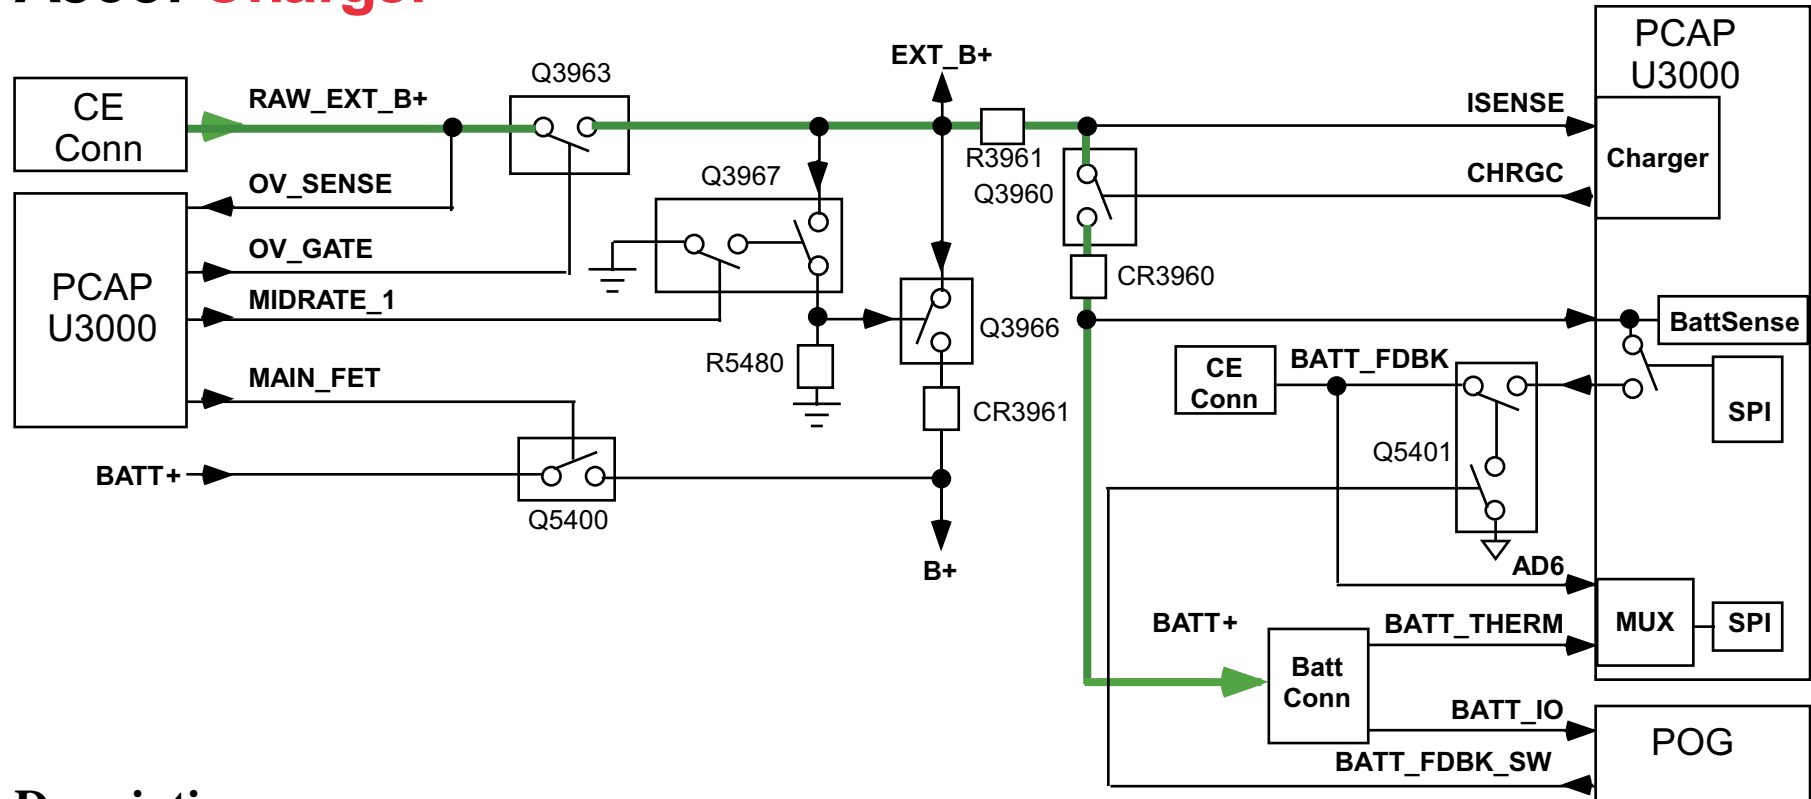 Charger
PCAP
U3000
EXT_B+
Q3963
CE
Conn
RAW_EXT_B+
ISENSE
R3961
Charger
Q3967
Q3960
CHRGC
OV_SENSE
OV_GATE
CR3960
PCAP
U3000
MIDRATE_1
Q3966
BattSense
R5480
CE
Conn
BATT_FDBK
MAIN_FET
CR3961
SPI
Q5401
BATT+
Q5400
B+
AD6
BATT+
BATT_THERM
MUX
SPI
Batt
Conn
BATT_IO
POG
BATT_FDBK_SW